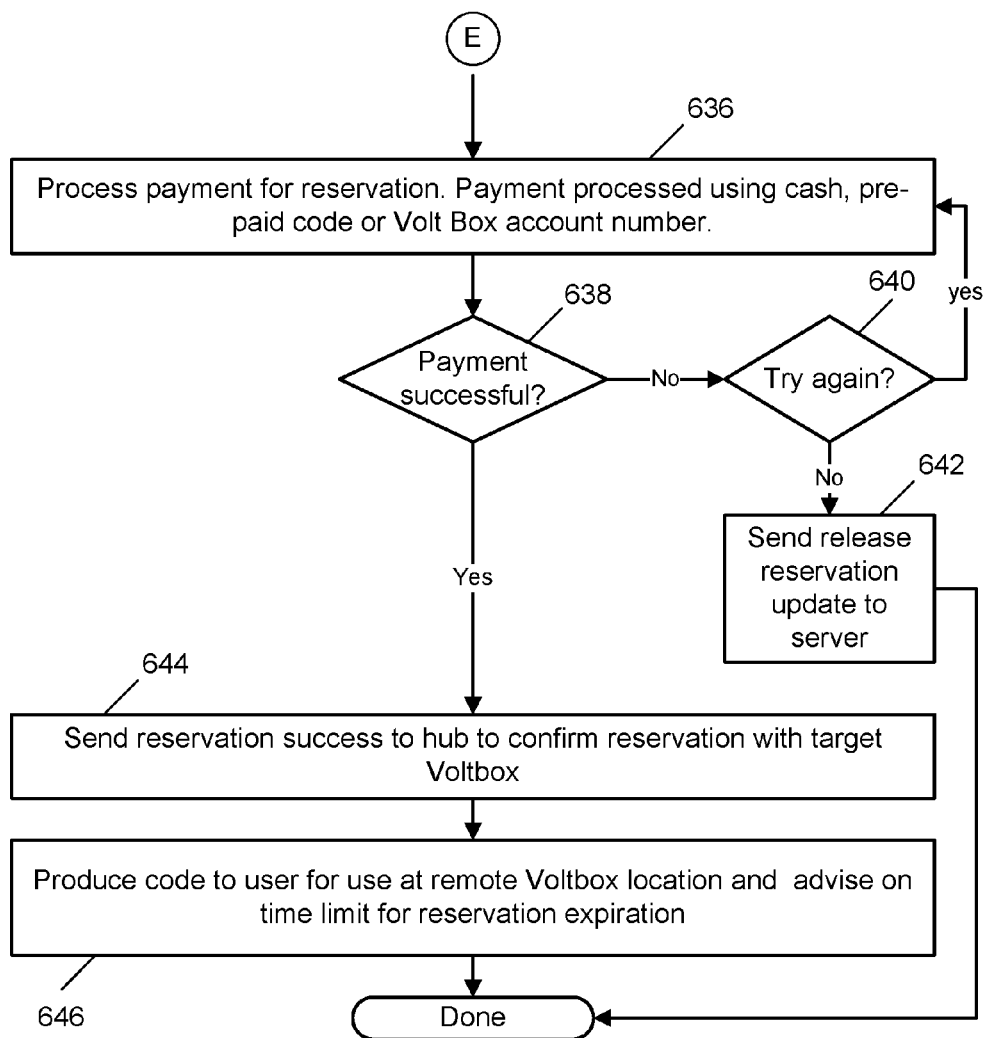 E
636
Process payment for reservation. Payment processed using cash, pre-
paid code or Volt Box account number.
640
yes
638
Payment
successful?
No
Try again?
No
642
Send release
reservation
update to
server
Yes
644
Send reservation success to hub to confirm reservation with target
Voltbox
Produce code to user for use at remote Voltbox location and advise on
time limit for reservation expiration
646
Done